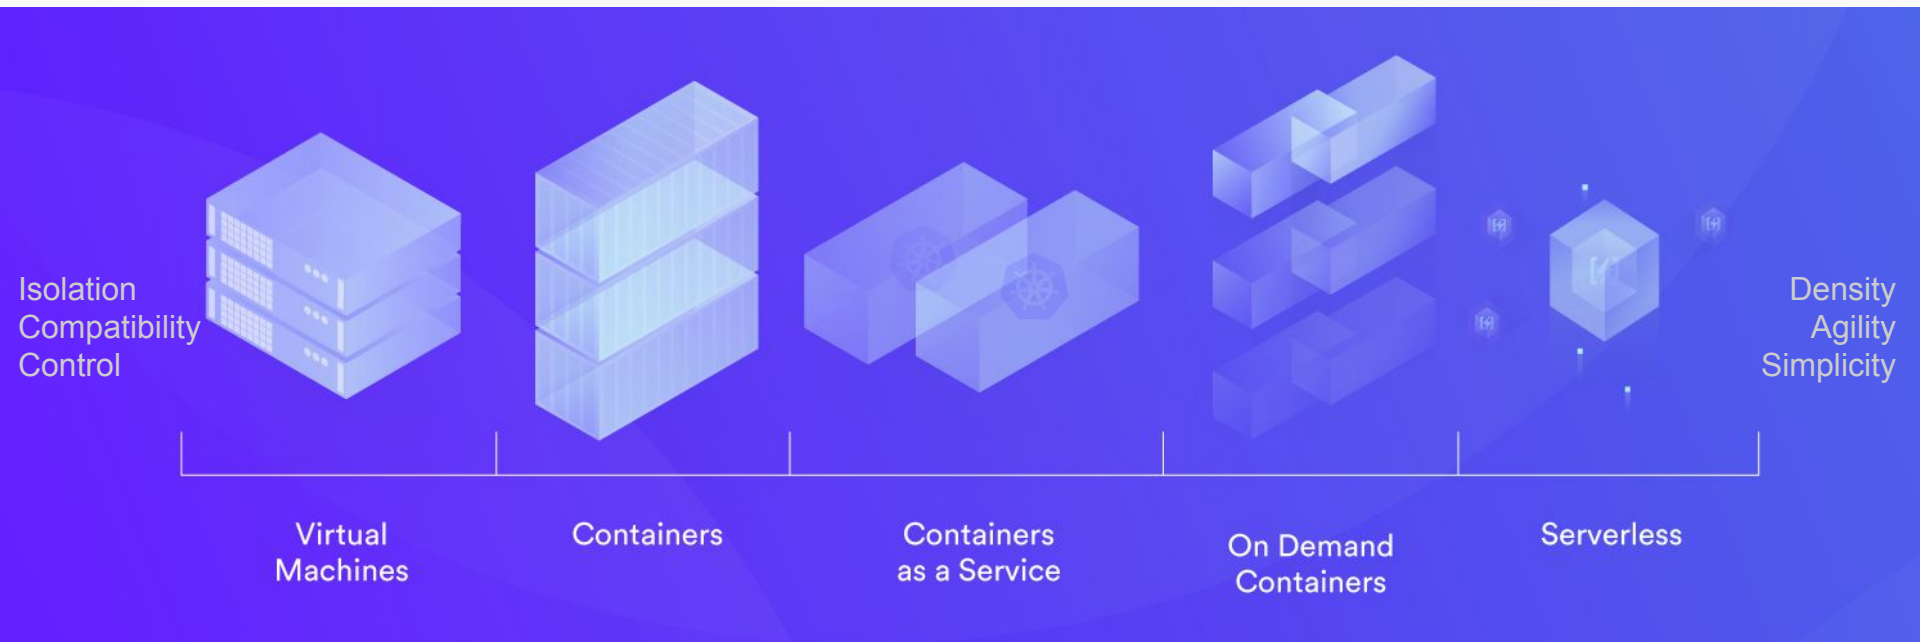 Isolation
Compatibility
Control
Density
Agility
Simplicity
Virtual
Machines
Containers
Containers
as a Service
On Demand
Containers
Serverless